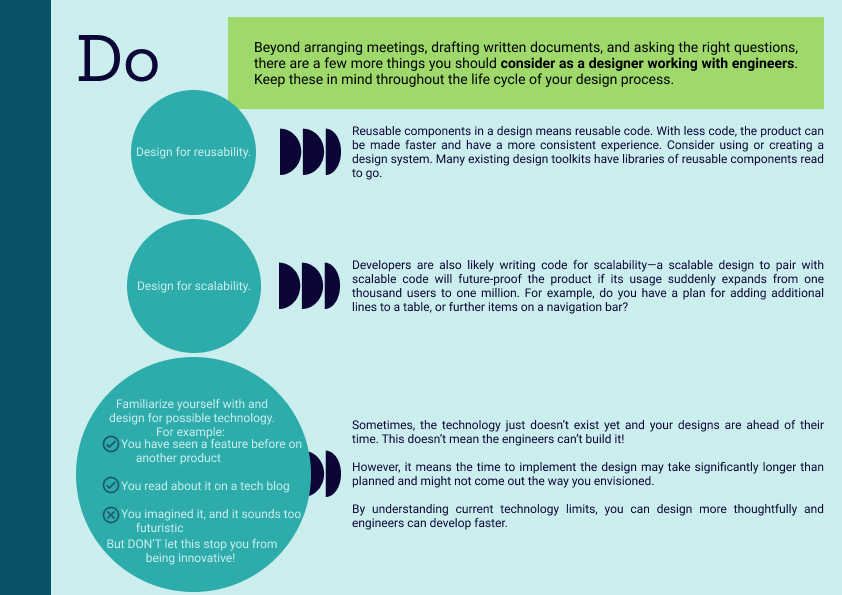 Do
Beyond arranging meetings, drafting written documents, and asking the right questions,
there are a few more things you should consider as a designer working with engineers.
Keep these in mind throughout the life cycle of your design process.
Design for reusability.
Reusable components in a design means reusable code. With less code, the product can
be made faster and have a more consistent experience. Consider using or creating a
design system. Many existing design toolkits have libraries of reusable components read
to go.
Design for scalability.
Developers are also likely writing code for scalability—a scalable design to pair with
scalable code will future-proof the product if its usage suddenly expands from one
thousand users to one million. For example, do you have a plan for adding additional
lines to a table, or further items on a navigation bar?
Familiarize yourself with and
design for possible technology.
For example:
You have seen a feature before on
another product
You read about it on a tech blog
You imagined it, and it sounds too
futuristic
But DON'T let this stop you from
being innovative!
Sometimes, the technology just doesn't exist yet and your designs are ahead of their
time. This doesn't mean the engineers can't build it!
However, it means the time to implement the design may take significantly longer than
planned and might not come out the way you envisioned.
By understanding current technology limits, you can design more thoughtfully and
engineers can develop faster.